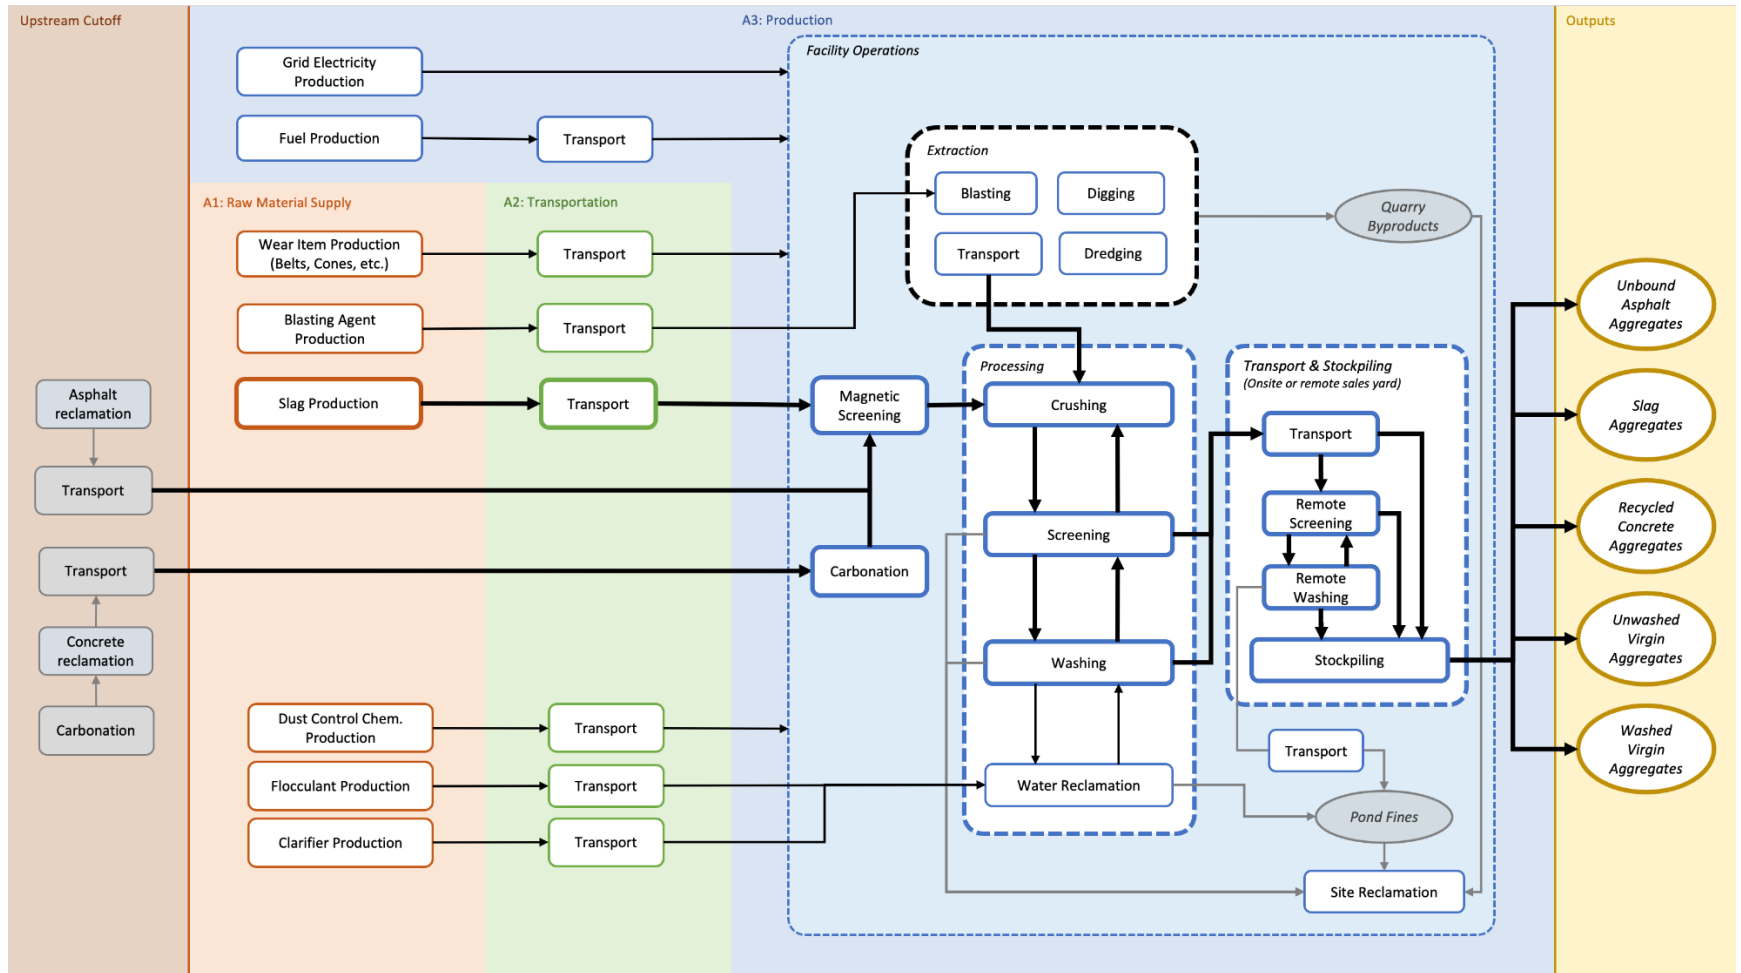 Upstream Cutoff
A3: Production
Outputs
Facility Operations
Grid Electricity
Production
Fuel Production
Transport
Extraction
Blasting
Digging
Transport
Dredging
Quarry
Byproducts
A1: Raw Material Supply
A2: Transportation
Wear Item Production
(Belts, Cones, etc.)
Transport
Blasting Agent
Production
Transport
Slag Production
Transport
Magnetic
Screening
Asphalt
reclamation
Transport
Transport
Concrete
reclamation
Carbonation
Carbonation
Processing
Crushing
Screening
Washing
Water Reclamation
Transport & Stockpiling
(Onsite or remote sales yard)
Transport
Remote
Screening
Remote
Washing
Stockpiling
Dust Control Chem.
Production
Transport
Flocculant Production
Transport
Clarifier Production
Transport
Transport
Pond Fines
Site Reclamation
Unbound
Asphalt
Aggregates
Slag
Aggregates
Recycled
Concrete
Aggregates
Unwashed
Virgin
Aggregates
Washed
Virgin
Aggregates